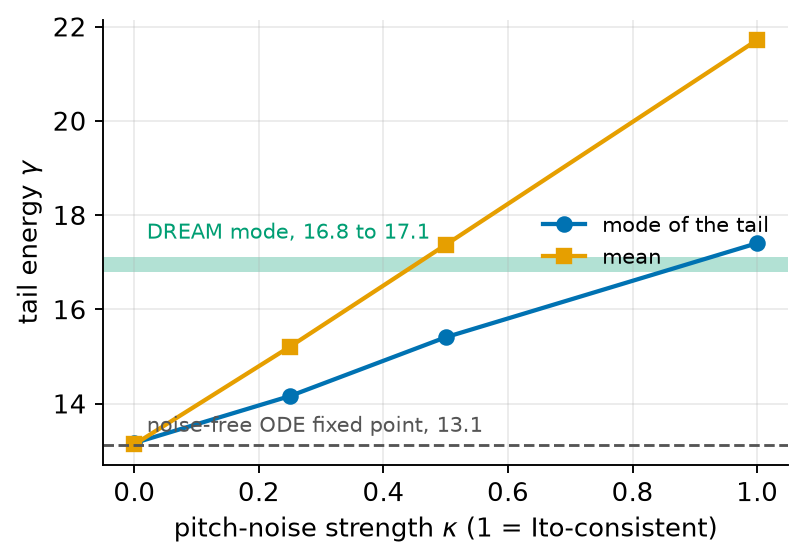 22
20
18
16
14
tail energy γ
DREAM mode, 16.8 to 17.1
mode of the tail
mean
noise-free ODE fixed point, 13.1
0.0 0.2 0.4 0.6 0.8 1.0
pitch-noise strength κ (1 = Ito-consistent)